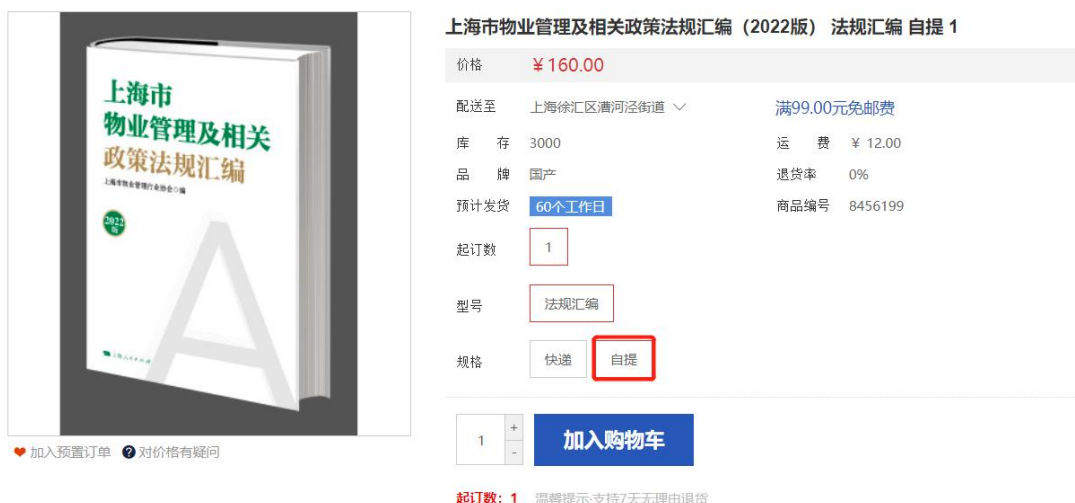 上海市物业管理及相关政策法规汇编（2022版） 法规汇编 自提 1
价格 ¥160.00
配送至 上海徐汇区漕河泾街道 满99.00元免邮费
库存 3000 运费 ¥ 12.00
品牌 国产 退货率 0%
预计发货 60个工作日 商品编号 8456199
起订数 1
型号 法规汇编
规格 快递 自提
1 + - 加入购物车
起订数：1 温馨提示·支持7天无理由退货
上海市
物业管理及相关
政策法规汇编
上海市物业管理行业协会◎编
2022
版
A
加入预置订单 ? 对价格有疑问